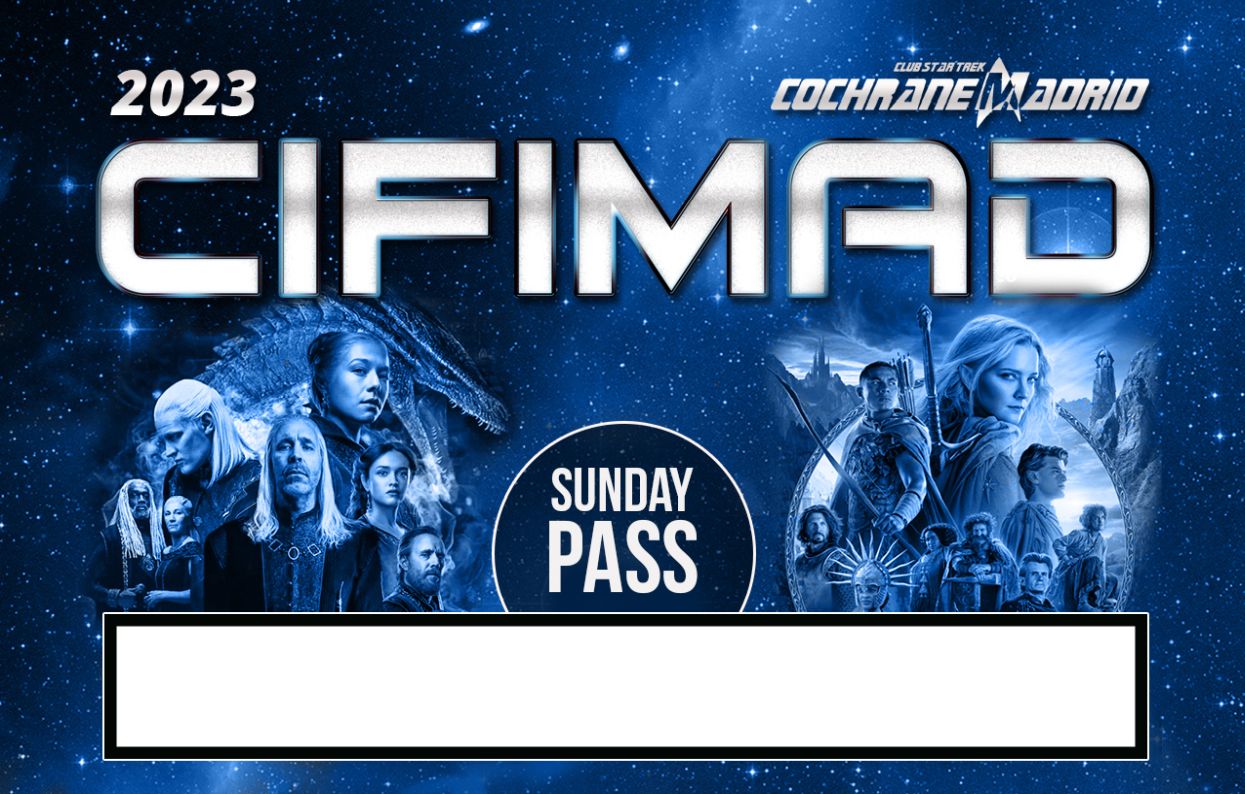 2023
CLUB STAR TREK
COCHRANE MADRID
CIFIMAD
SUNDAY
PASS